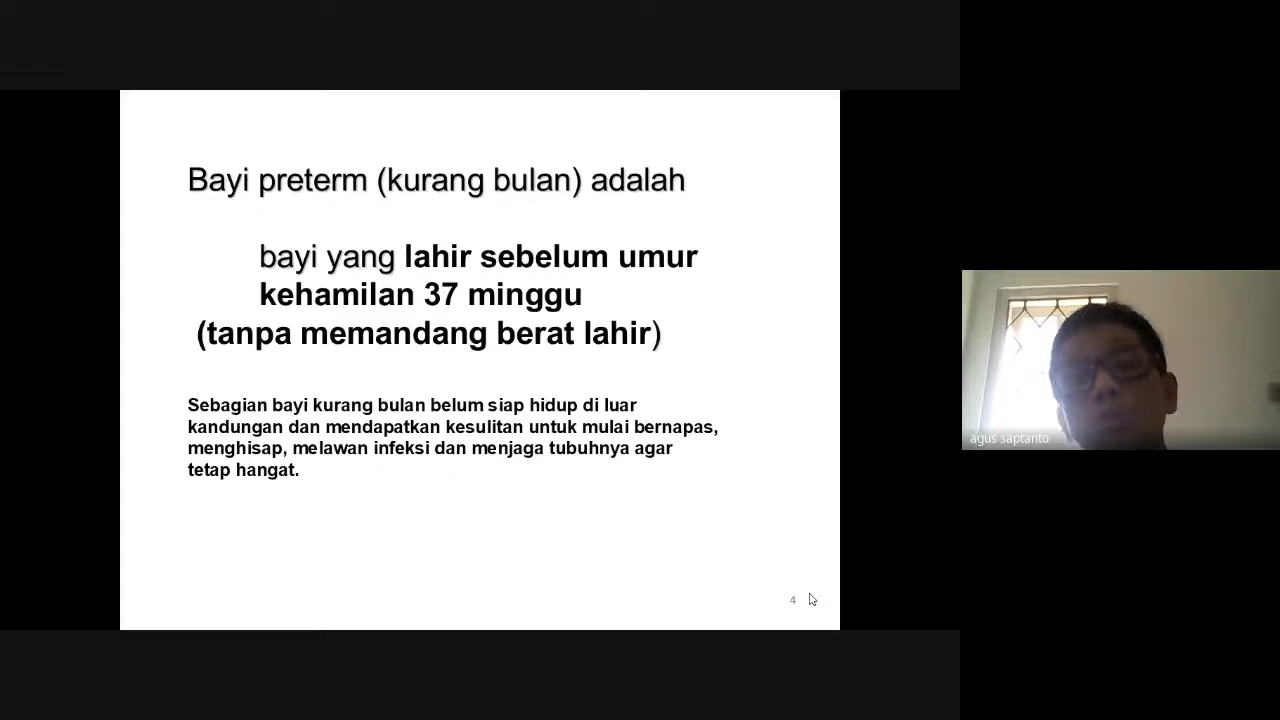 Bayi preterm (kurang bulan) adalah
bayi yang lahir sebelum umur
kehamilan 37 minggu
(tanpa memandang berat lahir)
Sebagian bayi kurang bulan belum siap hidup di luar
kandungan dan mendapatkan kesulitan untuk mulai bernapas,
menghisap, melawan infeksi dan menjaga tubuhnya agar
tetap hangat.
4
agus saptanto